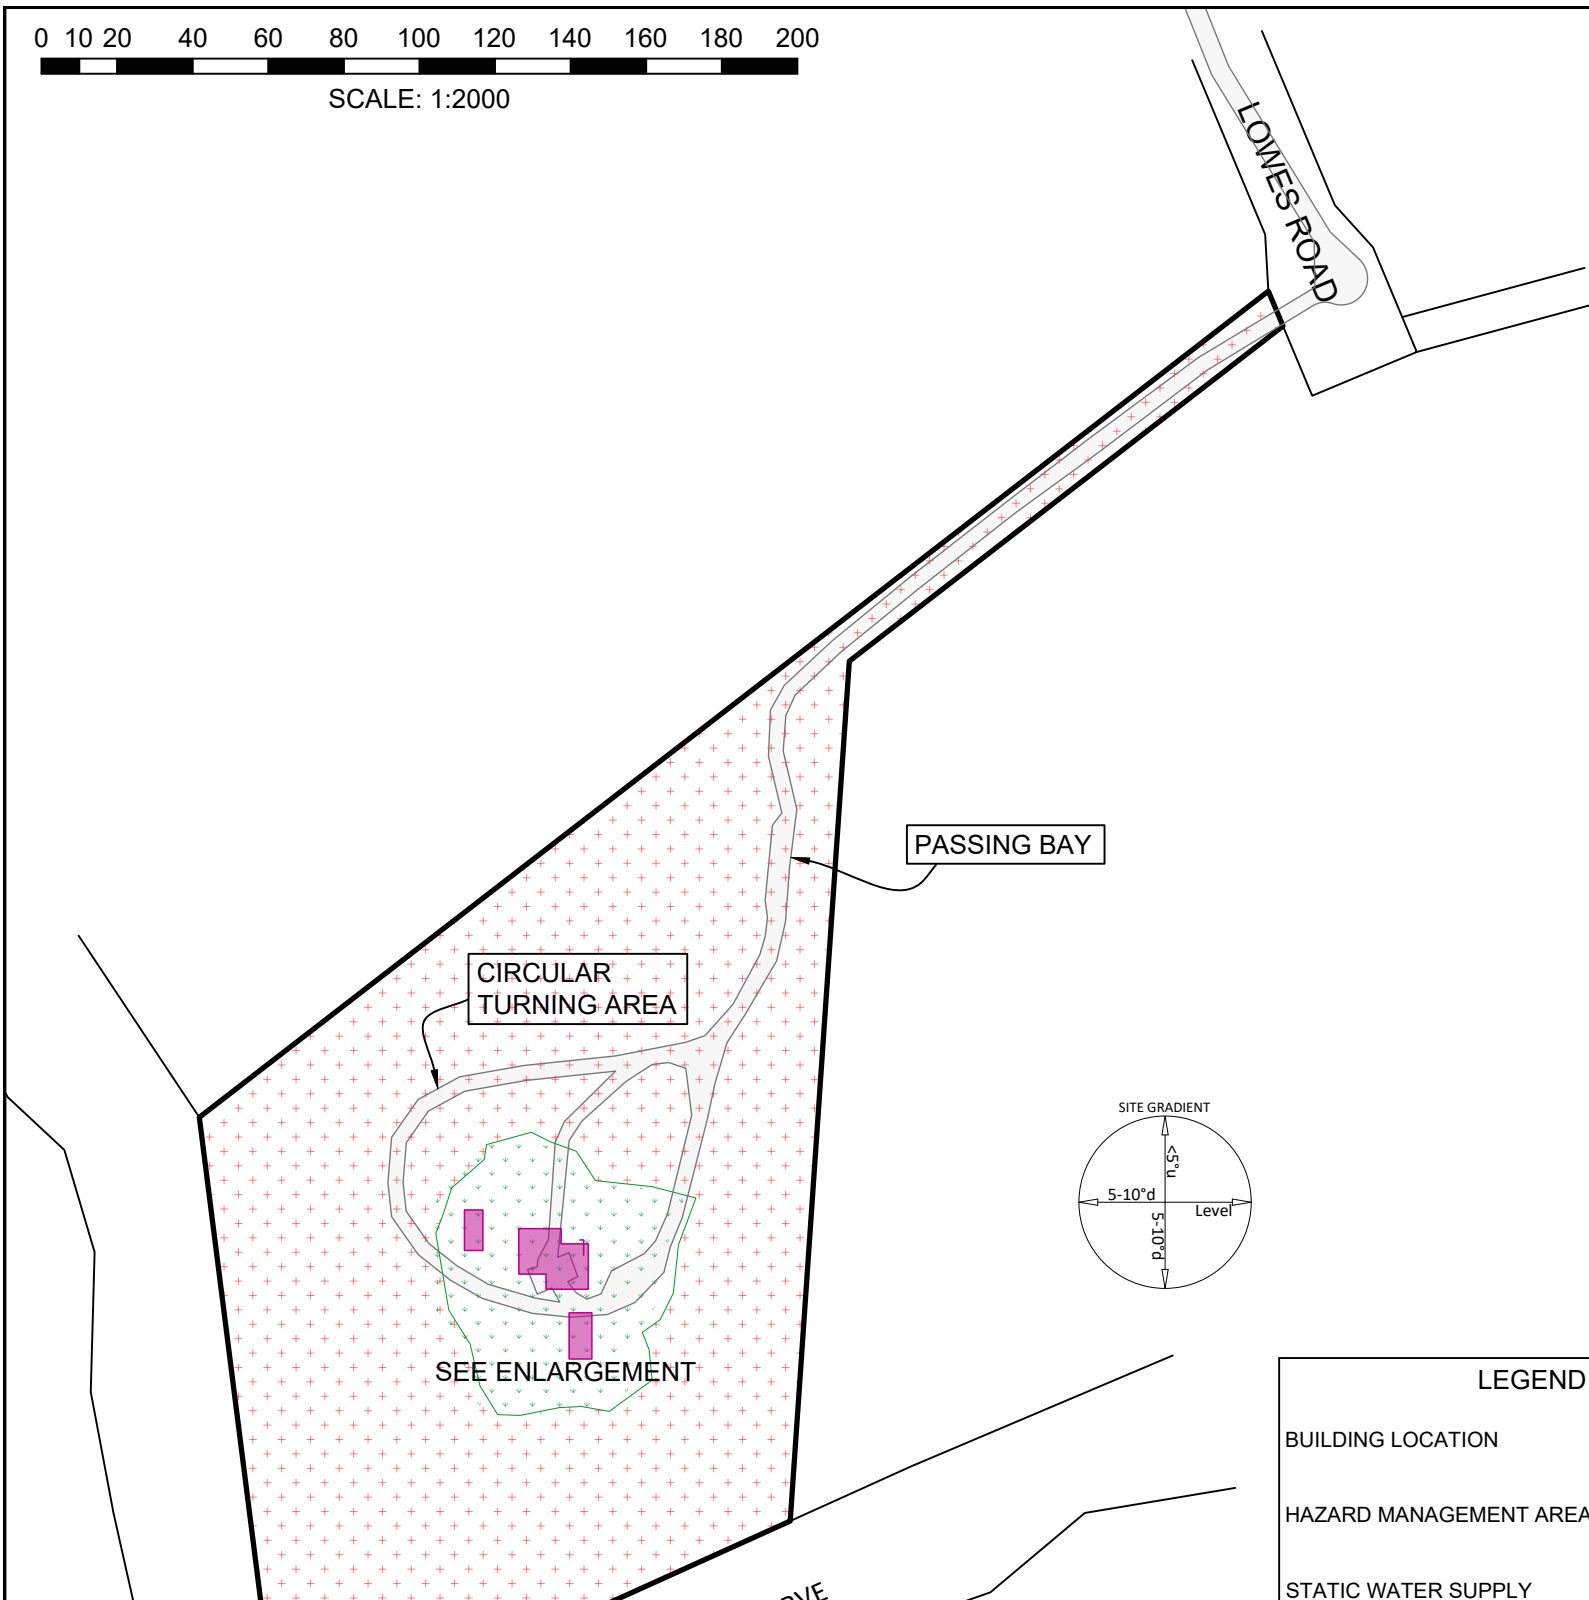 0 10 20 40 60 80 100 120 140 160 180 200
SCALE: 1:2000
LOWES ROAD
PASSING BAY
CIRCULAR
TURNING AREA
SITE GRADIENT
<5°u
5-10°d
Level
5-10°d
SEE ENLARGEMENT
LEGEND
BUILDING LOCATION
HAZARD MANAGEMENT AREA
STATIC WATER SUPPLY